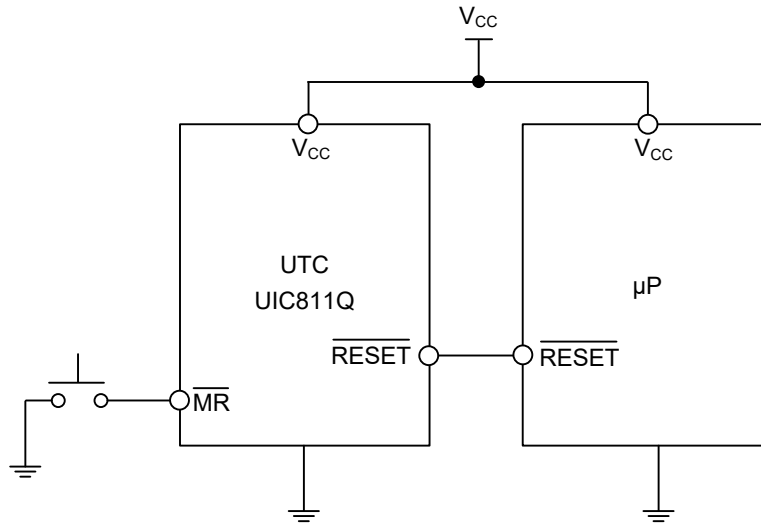 VCC
VCC
VCC
UTC
UIC811Q
µP
RESET
RESET
MR